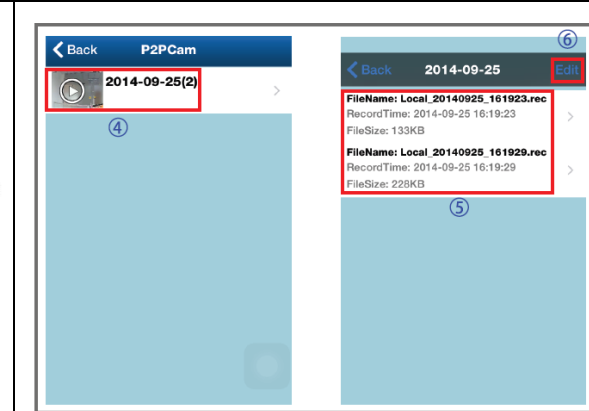 Back P2PCam
2014-09-25(2)
④
⑥
Back 2014-09-25 Edit
FileName: Local_20140925_161923.rec
RecordTime: 2014-09-25 16:19:23
FileSize: 133KB
FileName: Local_20140925_161929.rec
RecordTime: 2014-09-25 16:19:29
FileSize: 228KB
⑤